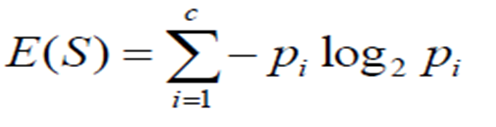 E(S) = \sum_{i=1}^{c} - p_i \log_2 p_i